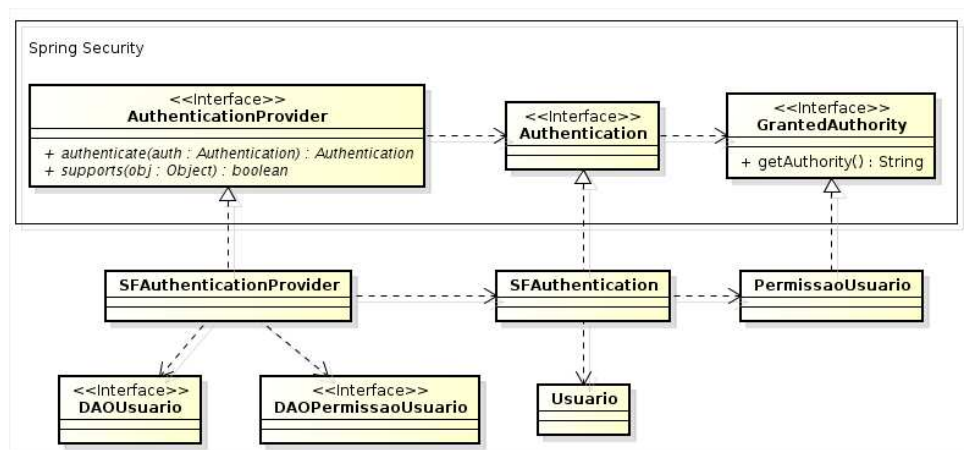 Spring Security
<<Interface>>
AuthenticationProvider
+ authenticate(auth : Authentication) : Authentication
+ supports(obj : Object) : boolean
<<Interface>>
Authentication
<<Interface>>
GrantedAuthority
+ getAuthority() : String
SFAuthenticationProvider
SFAuthentication
PermissaoUsuario
<<Interface>>
DAOUsuario
<<Interface>>
DAOPermissaoUsuario
Usuario